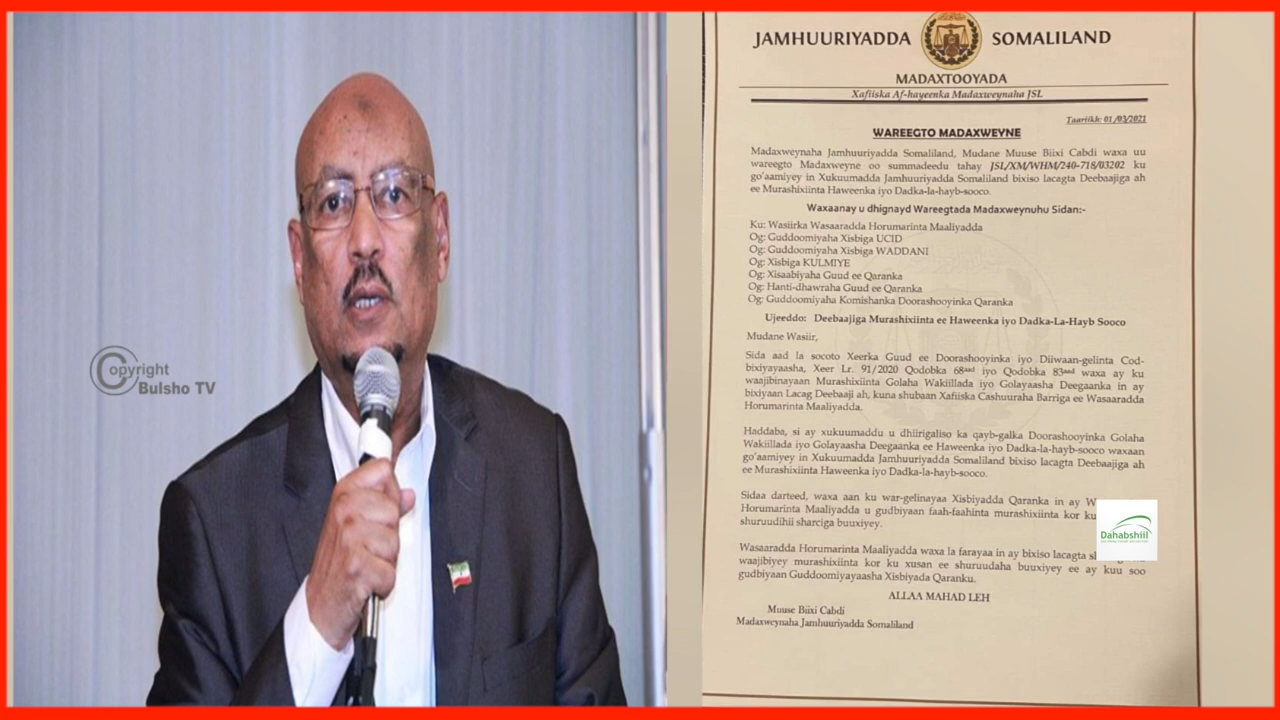 Copyright
Bulsho TV
JAMHUURIYADDA SOMALILAND
MADAXTOOYADA
Xafiiska Af-hayeenka Madaxweynaha JSL
Taariikh: 01/03/2021
WAREEGTO MADAXWEYNE
Madaxweynaha Jamhuuriyadda Somaliland, Mudane Muuse Biixi Cabdi waxa uu
wareegto Madaxweyne oo summadeedu tahay JSL/XM/WHM/240-718/03202 ku
go'aamiyey in Xukuumadda Jamhuuriyadda Somaliland bixiso lacagta Deebaajiga ah
ee Murashixiinta Haweenka iyo Dadka-la-hayb-sooco.
Waxaanay u dhignayd Wareegtada Madaxweynuhu Sidan:-
Ku: Wasiirka Wasaaradda Horumarinta Maaliyadda
Og: Guddoomiyaha Xisbiga UCID
Og: Guddoomiyaha Xisbiga WADDANI
Og: Xisbiga KULMIYE
Og: Xisaabiyaha Guud ee Qaranka
Og: Hanti-dhawraha Guud ee Qaranka
Og: Guddoomiyaha Komishanka Doorashooyinka Qaranka
Ujeeddo: Deebaajiga Murashixiinta ee Haweenka iyo Dadka-La-Hayb Sooco
Mudane Wasiir,
Sida aad la socoto Xeerka Guud ee Doorashooyinka iyo Diiwaan-gelinta Cod-
bixiyayaasha, Xeer Lr. 91/2020 Qodobka 68aad iyo Qodobka 83aad waxa ay ku
waajibinayaan Murashixiinta Golaha Wakiillada iyo Golayaasha Deegaanka in ay
bixiyaan Lacag Deebaaji ah, kuna shubaan Xafiiska Cashuuraha Barriga ee Wasaaradda
Horumarinta Maaliyadda.
Haddaba, si ay xukuumaddu u dhiirigaliso ka qayb-galka Doorashooyinka Golaha
Wakiillada iyo Golayaasha Deegaanka ee Haweenka iyo Dadka-la-hayb-sooco waxaan
go'aamiyey in Xukuumadda Jamhuuriyadda Somaliland bixiso lacagta Deebaajiga ah
ee Murashixiinta Haweenka iyo Dadka-la-hayb-sooco.
Sidaa darteed, waxa aan ku war-gelinayaa Xisbiyadda Qaranka in ay
Horumarinta Maaliyadda u gudbiyaan faah-faahinta murashixiinta kor ku
shuruudihii sharciga buuxiyey.
Dahabshiil
Wasaaradda Horumarinta Maaliyadda waxa la farayaa in ay bixiso lacagta
waajibiyey murashixiinta kor ku xusan ee shuruudaha buuxiyey ee ay kuu soo
gudbiyaan Guddoomiyayaasha Xisbiyada Qaranku.
ALLAA MAHAD LEH
Muuse Biixi Cabdi
Madaxweynaha Jamhuuriyadda Somaliland